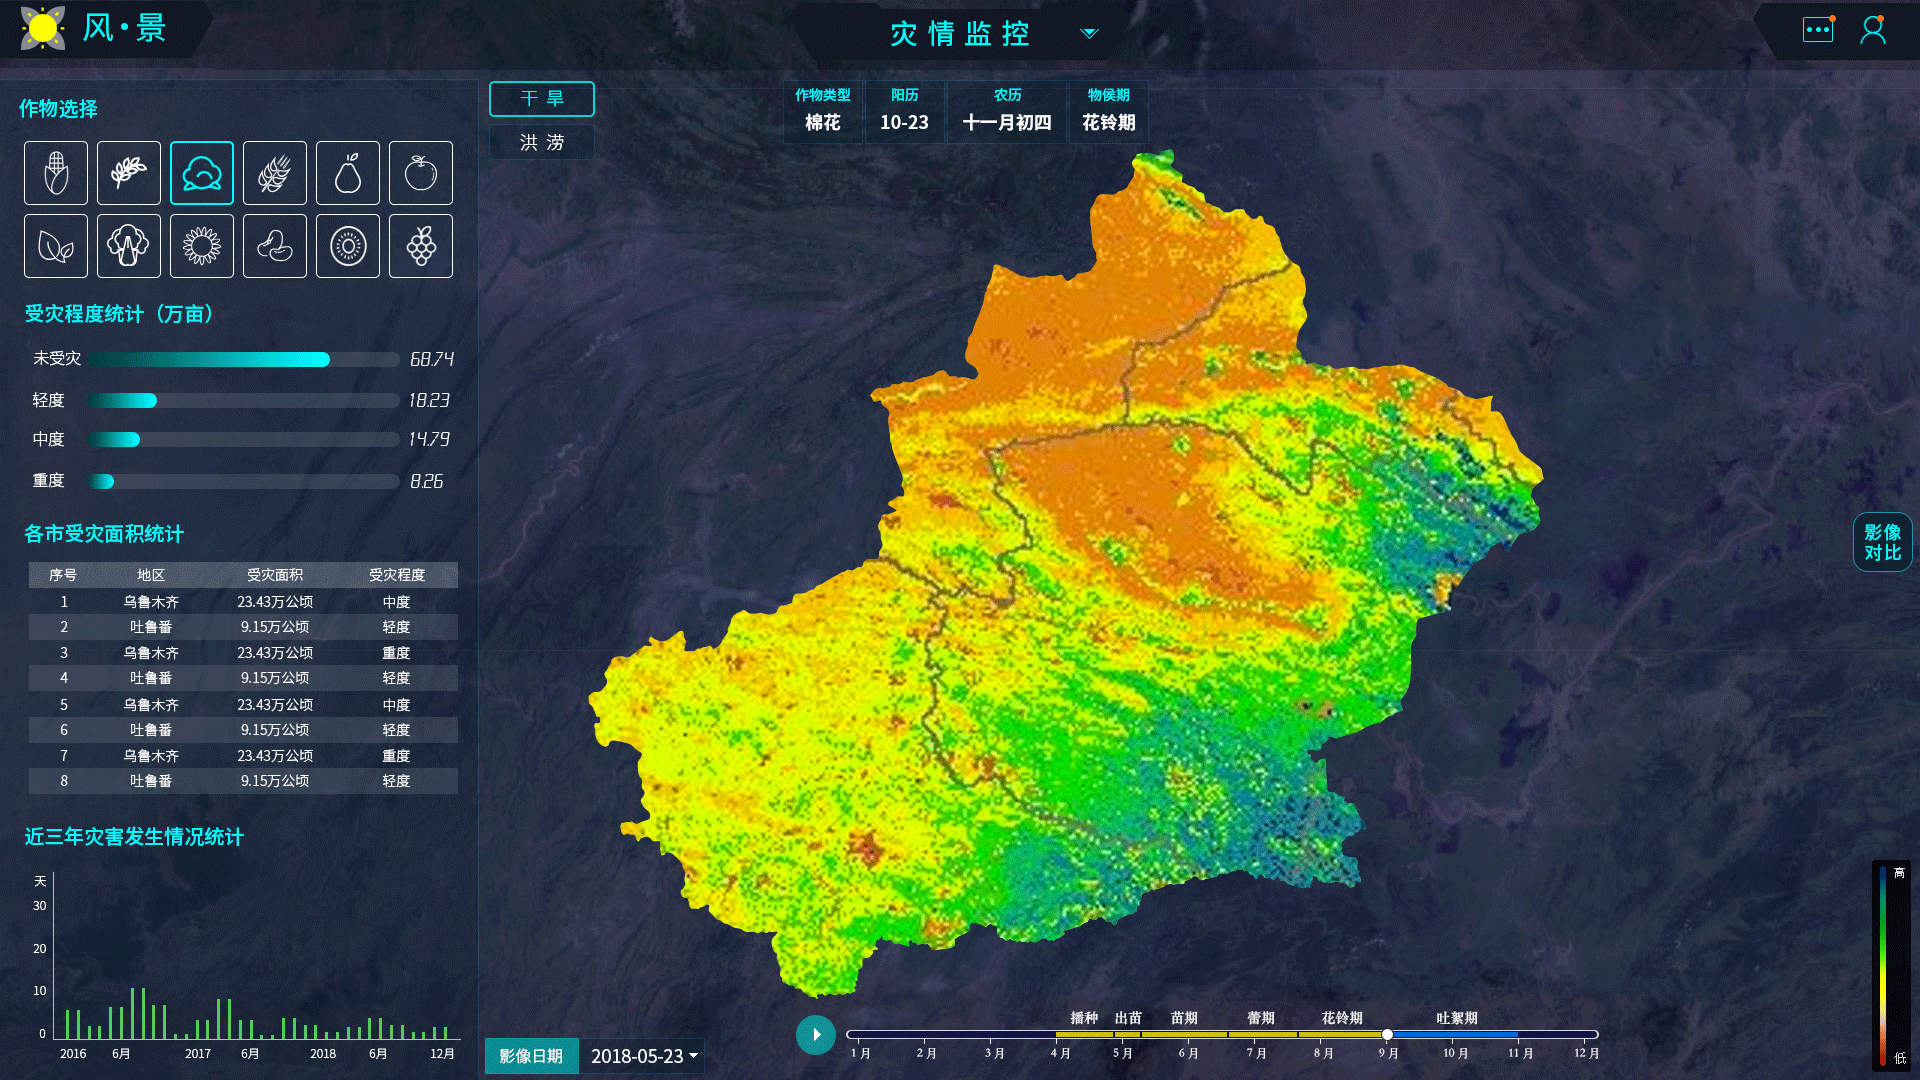 风·景
灾情监控
作物选择
受灾程度统计（万亩）
未受灾 68.74
轻度 18.23
中度 14.79
重度 8.26
各市受灾面积统计
序号 地区 受灾面积 受灾程度
1 乌鲁木齐 23.43万公顷 中度
2 吐鲁番 9.15万公顷 轻度
3 乌鲁木齐 23.43万公顷 重度
4 吐鲁番 9.15万公顷 轻度
5 乌鲁木齐 23.43万公顷 中度
6 吐鲁番 9.15万公顷 轻度
7 乌鲁木齐 23.43万公顷 重度
8 吐鲁番 9.15万公顷 轻度
近三年灾害发生情况统计
天
30
20
10
0
2016 6月 2017 6月 2018 6月 12月
干旱
洪涝
作物类型 阳历 农历 物侯期
棉花 10-23 十一月初四 花铃期
影像
对比
高
低
播种 出苗 苗期 蕾期 花铃期 吐絮期
1月 2月 3月 4月 5月 6月 7月 8月 9月 10月 11月 12月
影像日期 2018-05-23